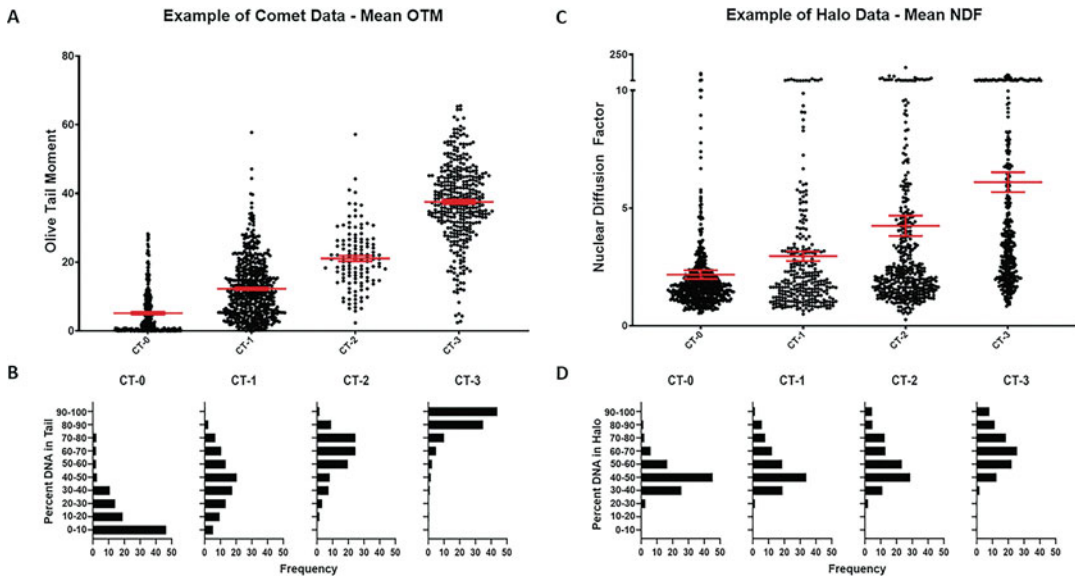 A
Example of Comet Data - Mean OTM
80
60
40
20
0
Olive Tail Moment
CT-0
CT-1
CT-2
CT-3
C
Example of Halo Data - Mean NDF
250
10
5
0
Nuclear Diffusion Factor
CT-0
CT-1
CT-2
CT-3
B
CT-0
CT-1
CT-2
CT-3
Percent DNA in Tail
90-100
80-90
70-80
60-70
50-60
40-50
30-40
20-30
10-20
0-10
0 10 20 30 40 50
0 10 20 30 40 50
0 10 20 30 40 50
0 10 20 30 40 50
Frequency
D
CT-0
CT-1
CT-2
CT-3
Percent DNA in Halo
90-100
80-90
70-80
60-70
50-60
40-50
30-40
20-30
10-20
0-10
0 10 20 30 40 50
0 10 20 30 40 50
0 10 20 30 40 50
0 10 20 30 40 50
Frequency